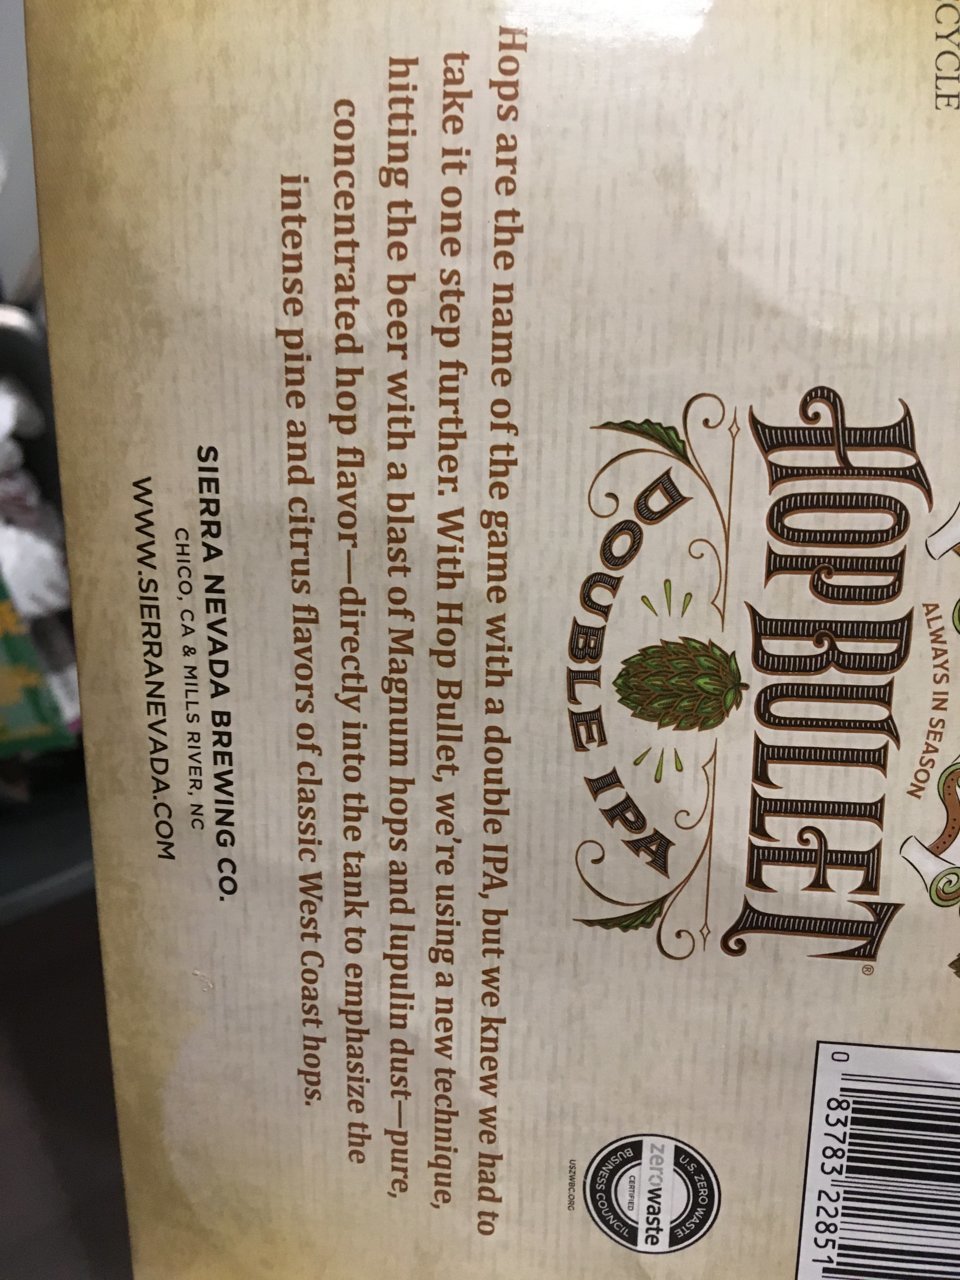 CYCLE
ALWAYS IN SEASON
HOP BULLET®
DOUBLE IPA
Hops are the name of the game with a double IPA, but we knew we had to
take it one step further. With Hop Bullet, we're using a new technique,
hitting the beer with a blast of Magnum hops and lupulin dust—pure,
concentrated hop flavor—directly into the tank to emphasize the
intense pine and citrus flavors of classic West Coast hops.
SIERRA NEVADA BREWING CO.
CHICO, CA & MILLS RIVER, NC
WWW.SIERRANEVADA.COM
0 83783 22851
U.S. ZERO WASTE
zerowaste
CERTIFIED
BUSINESS COUNCIL
USZWBC.ORG